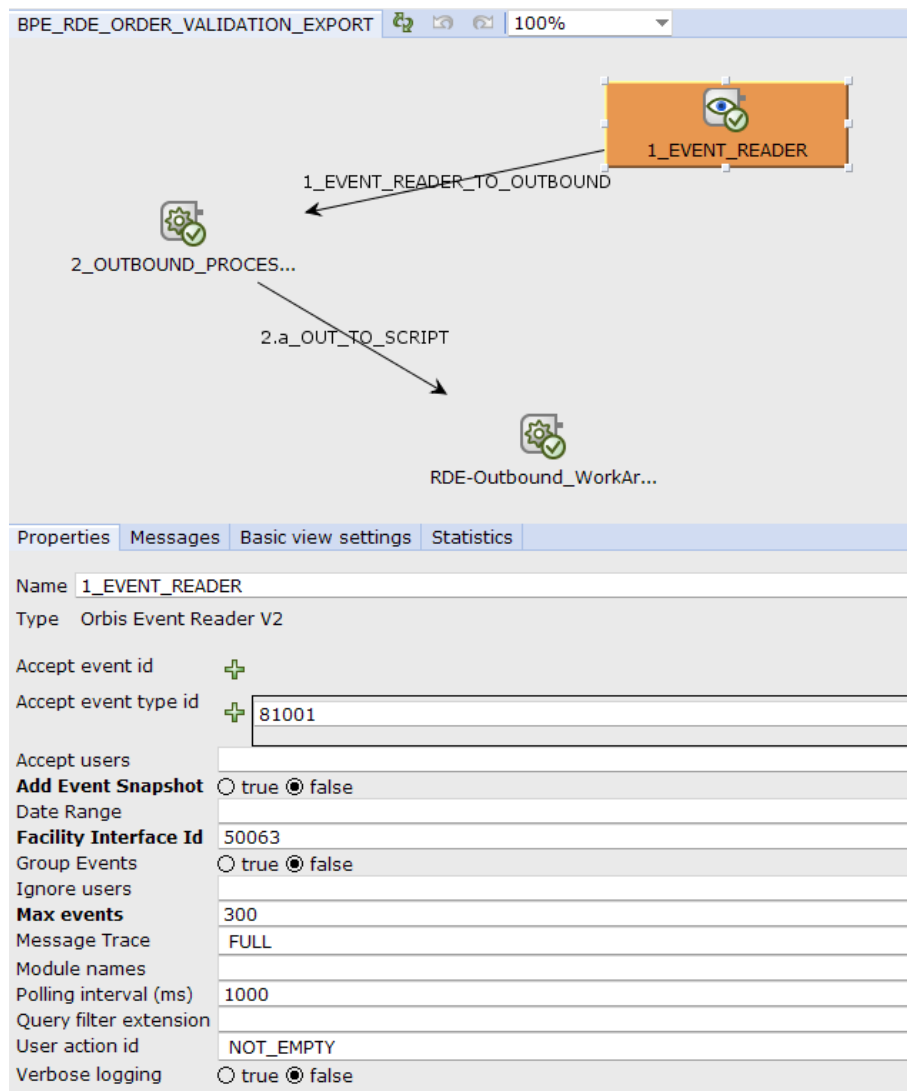 BPE_RDE_ORDER_VALIDATION_EXPORT 100%
1_EVENT_READER
1_EVENT_READER_TO_OUTBOUND
2_OUTBOUND_PROCES...
2.a_OUT_TO_SCRIPT
RDE-Outbound_WorkAr...
Properties Messages Basic view settings Statistics
Name 1_EVENT_READER
Type Orbis Event Reader V2
Accept event id
Accept event type id 81001
Accept users
Add Event Snapshot true false
Date Range
Facility Interface Id 50063
Group Events true false
Ignore users
Max events 300
Message Trace FULL
Module names
Polling interval (ms) 1000
Query filter extension
User action id NOT_EMPTY
Verbose logging true false